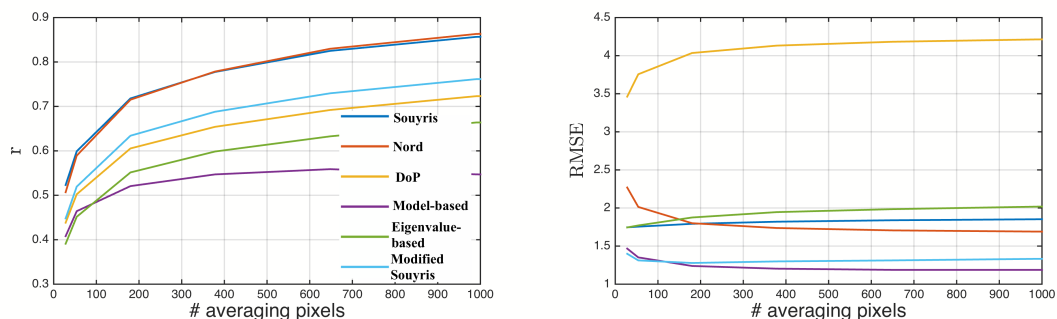 0.9
0.8
0.7
0.6
0.5
0.4
0.3
r
0 100 200 300 400 500 600 700 800 900 1000
# averaging pixels
Souyris
Nord
DoP
Model-based
Eigenvalue-
based
Modified
Souyris
4.5
4
3.5
3
2.5
2
1.5
1
RMSE
0 100 200 300 400 500 600 700 800 900 1000
# averaging pixels